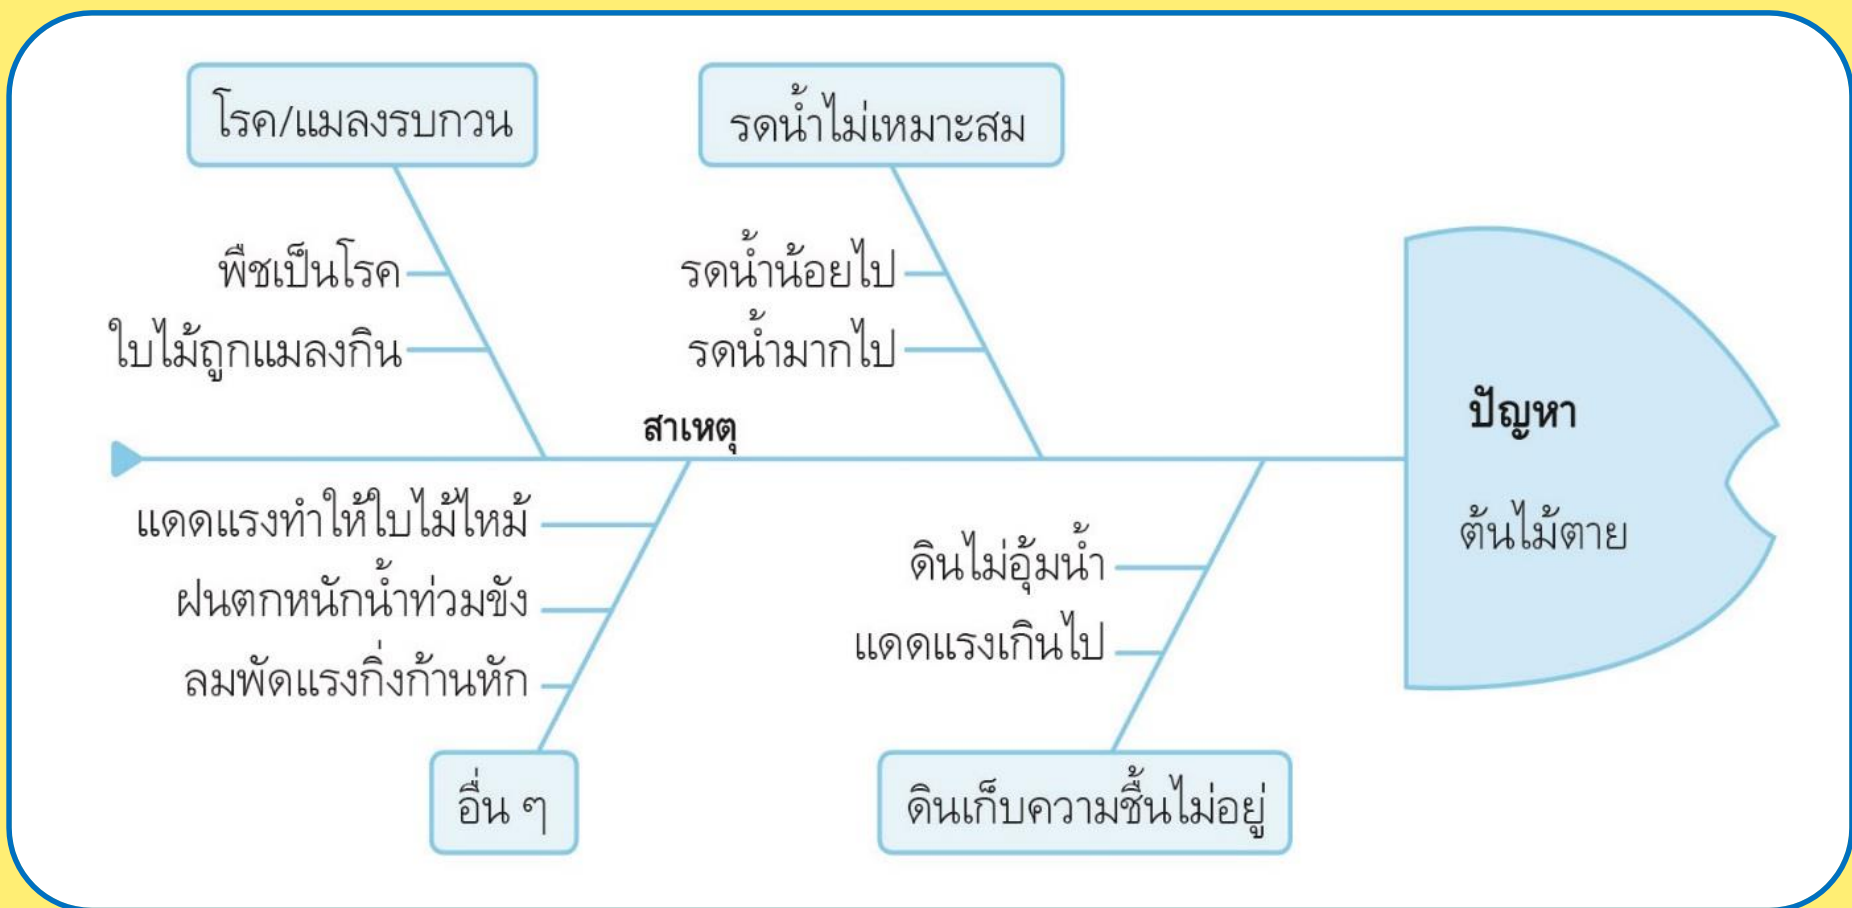 โรค/แมลงรบกวน
รดน้ำไม่เหมาะสม
พืชเป็นโรค
ใบไม้ถูกแมลงกิน
รดน้ำน้อยไป
รดน้ำมากไป
สาเหตุ
ปัญหา
ต้นไม้ตาย
แดดแรงทำให้ใบไม้ไหม้
ฝนตกหนักน้ำท่วมขัง
ลมพัดแรงกิ่งก้านหัก
ดินไม่อุ้มน้ำ
แดดแรงเกินไป
อื่น ๆ
ดินเก็บความชื้นไม่อยู่